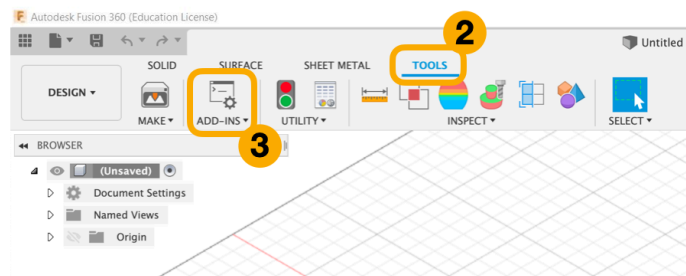 Autodesk Fusion 360 (Education License)
2
Untitled
SOLID SURFACE SHEET METAL TOOLS
DESIGN
MAKE ADD-INS UTILITY INSPECT SELECT
3
BROWSER
(Unsaved)
Document Settings
Named Views
Origin